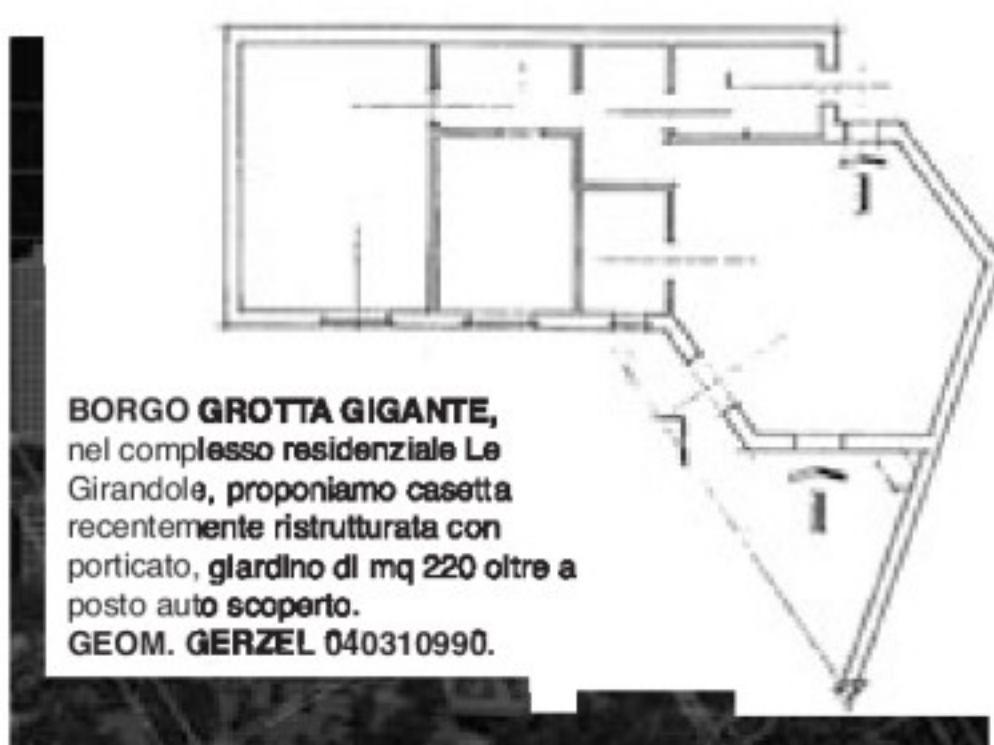 BORGO GROTTA GIGANTE,
nel complesso residenziale Le
Girandole, proponiamo casetta
recentemente ristrutturata con
porticato, giardino di mq 220 oltre a
posto auto scoperto.
GEOM. GERZEL 040310990.